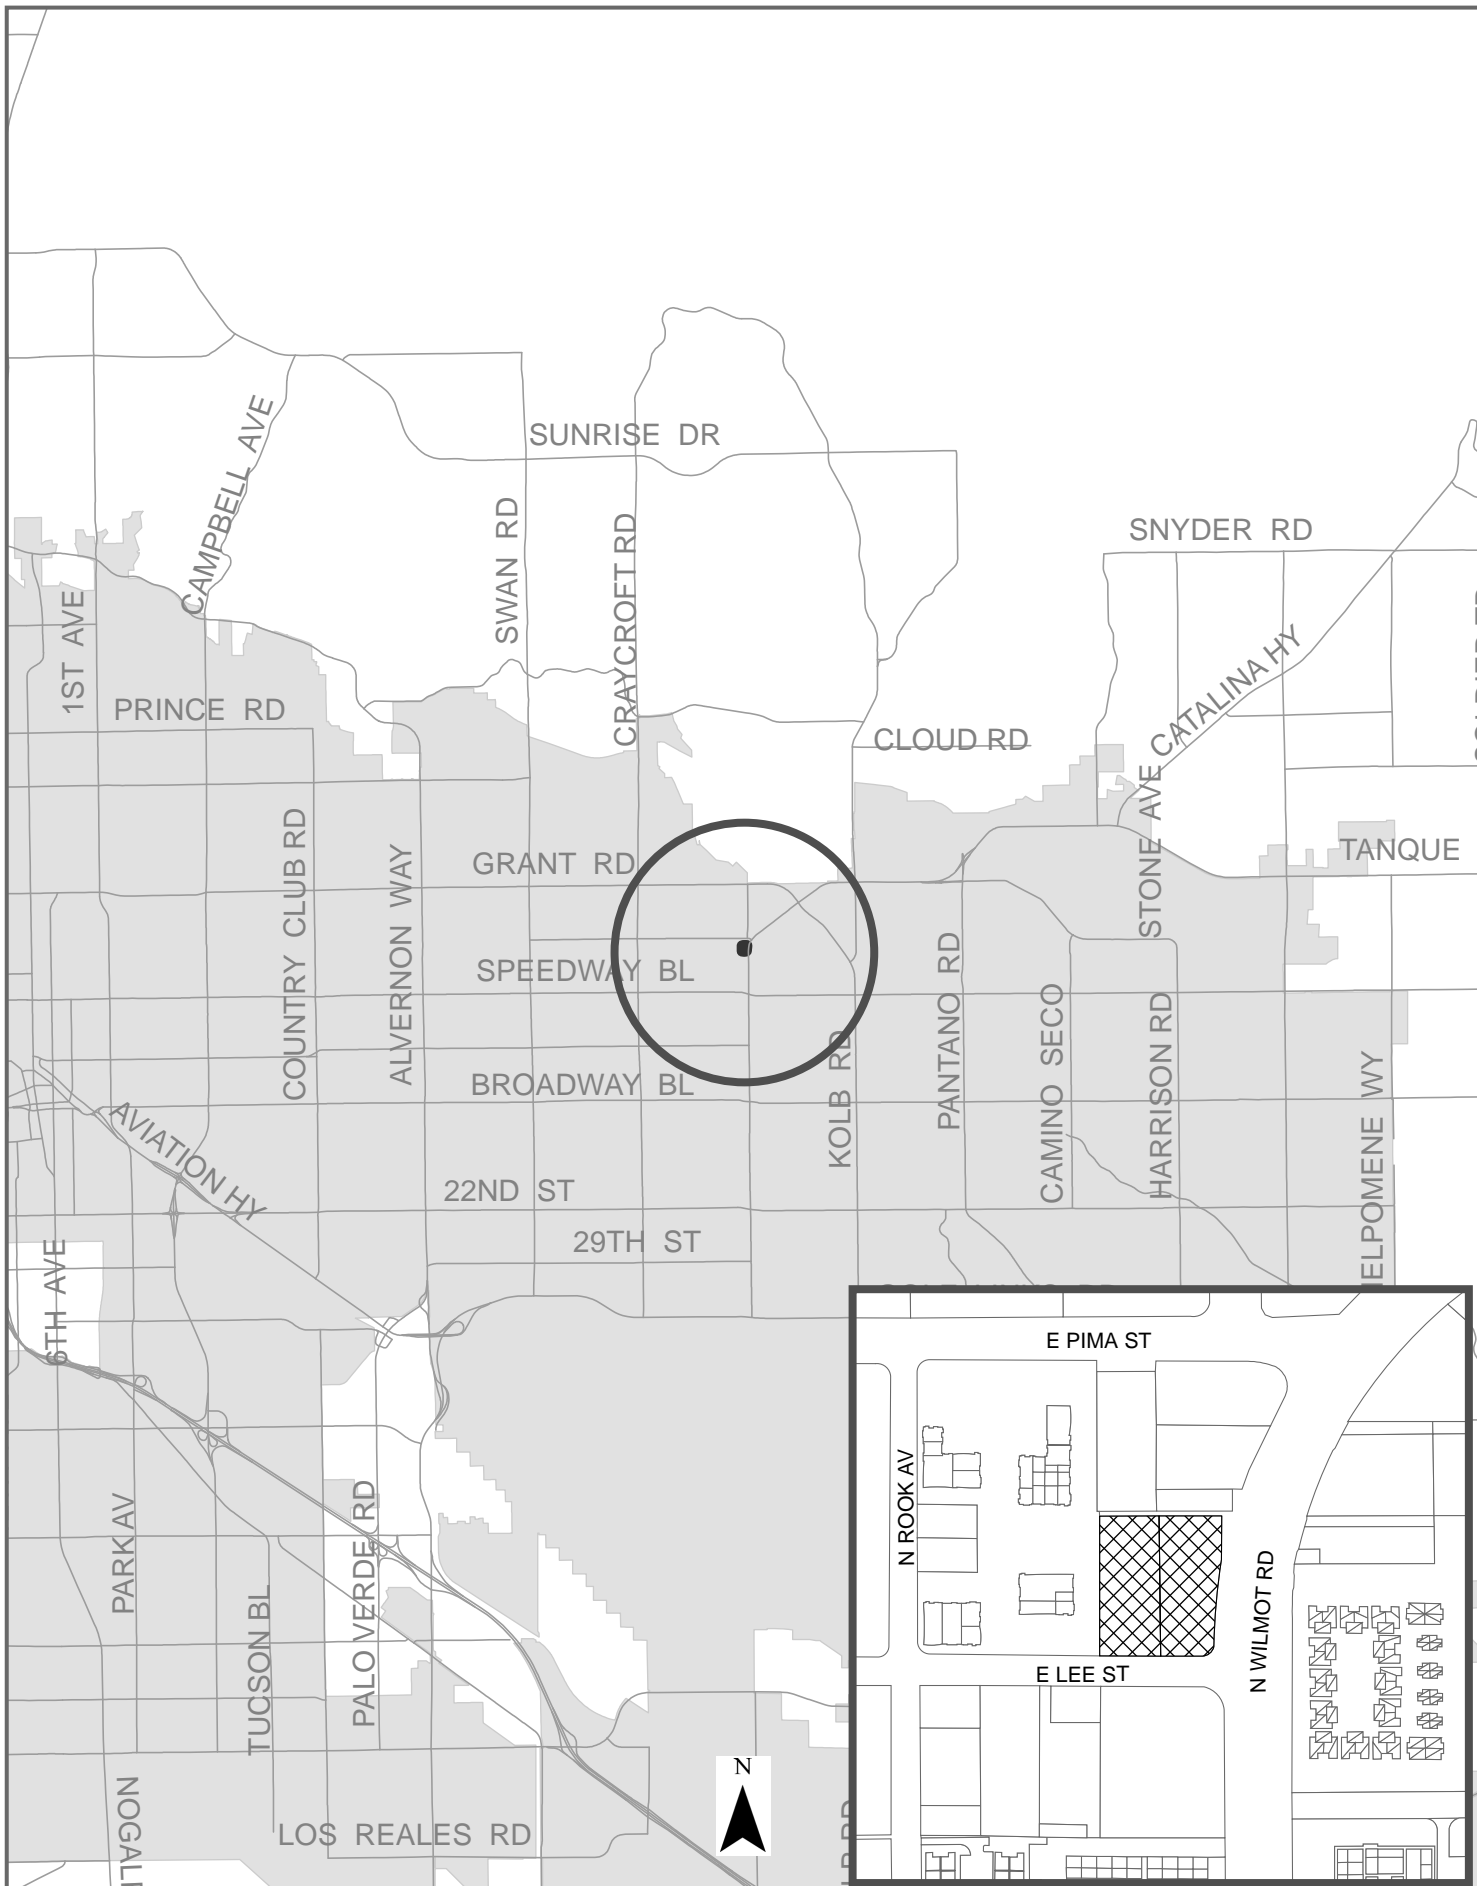 SUNRISE DR
CAMPBELL AVE
SWAN RD
CRAYCROFT RD
SNYDER RD
1ST AVE
PRINCE RD
CATALINA HY
CLOUD RD
COUNTRY CLUB RD
ALVERNON WAY
GRANT RD
STONE AVE
TANQUE
SPEEDWAY BL
PANTANO RD
CAMINO SECO
HARRISON RD
KOLB RD
BROADWAY BL
AVIATION HY
22ND ST
29TH ST
6TH AVE
ELPOMENE WY
E PIMA ST
N ROOK AV
N WILMOT RD
E LEE ST
PARK AV
PALO VERDE RD
TUCSON BL
N
LOS REALES RD
NOGAL